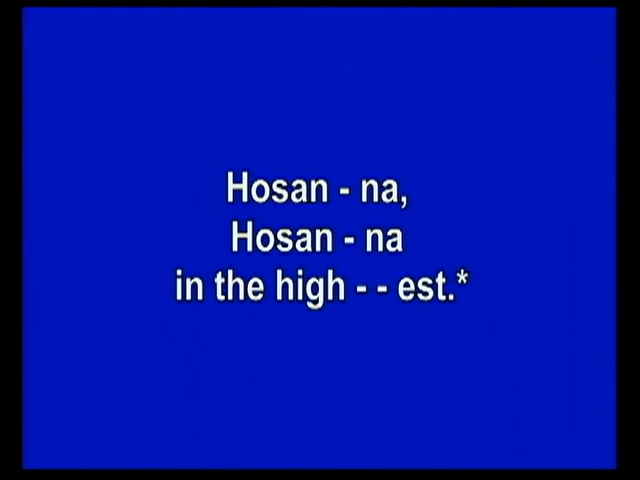 Hosan - na,
Hosan - na
in the high - - est.*